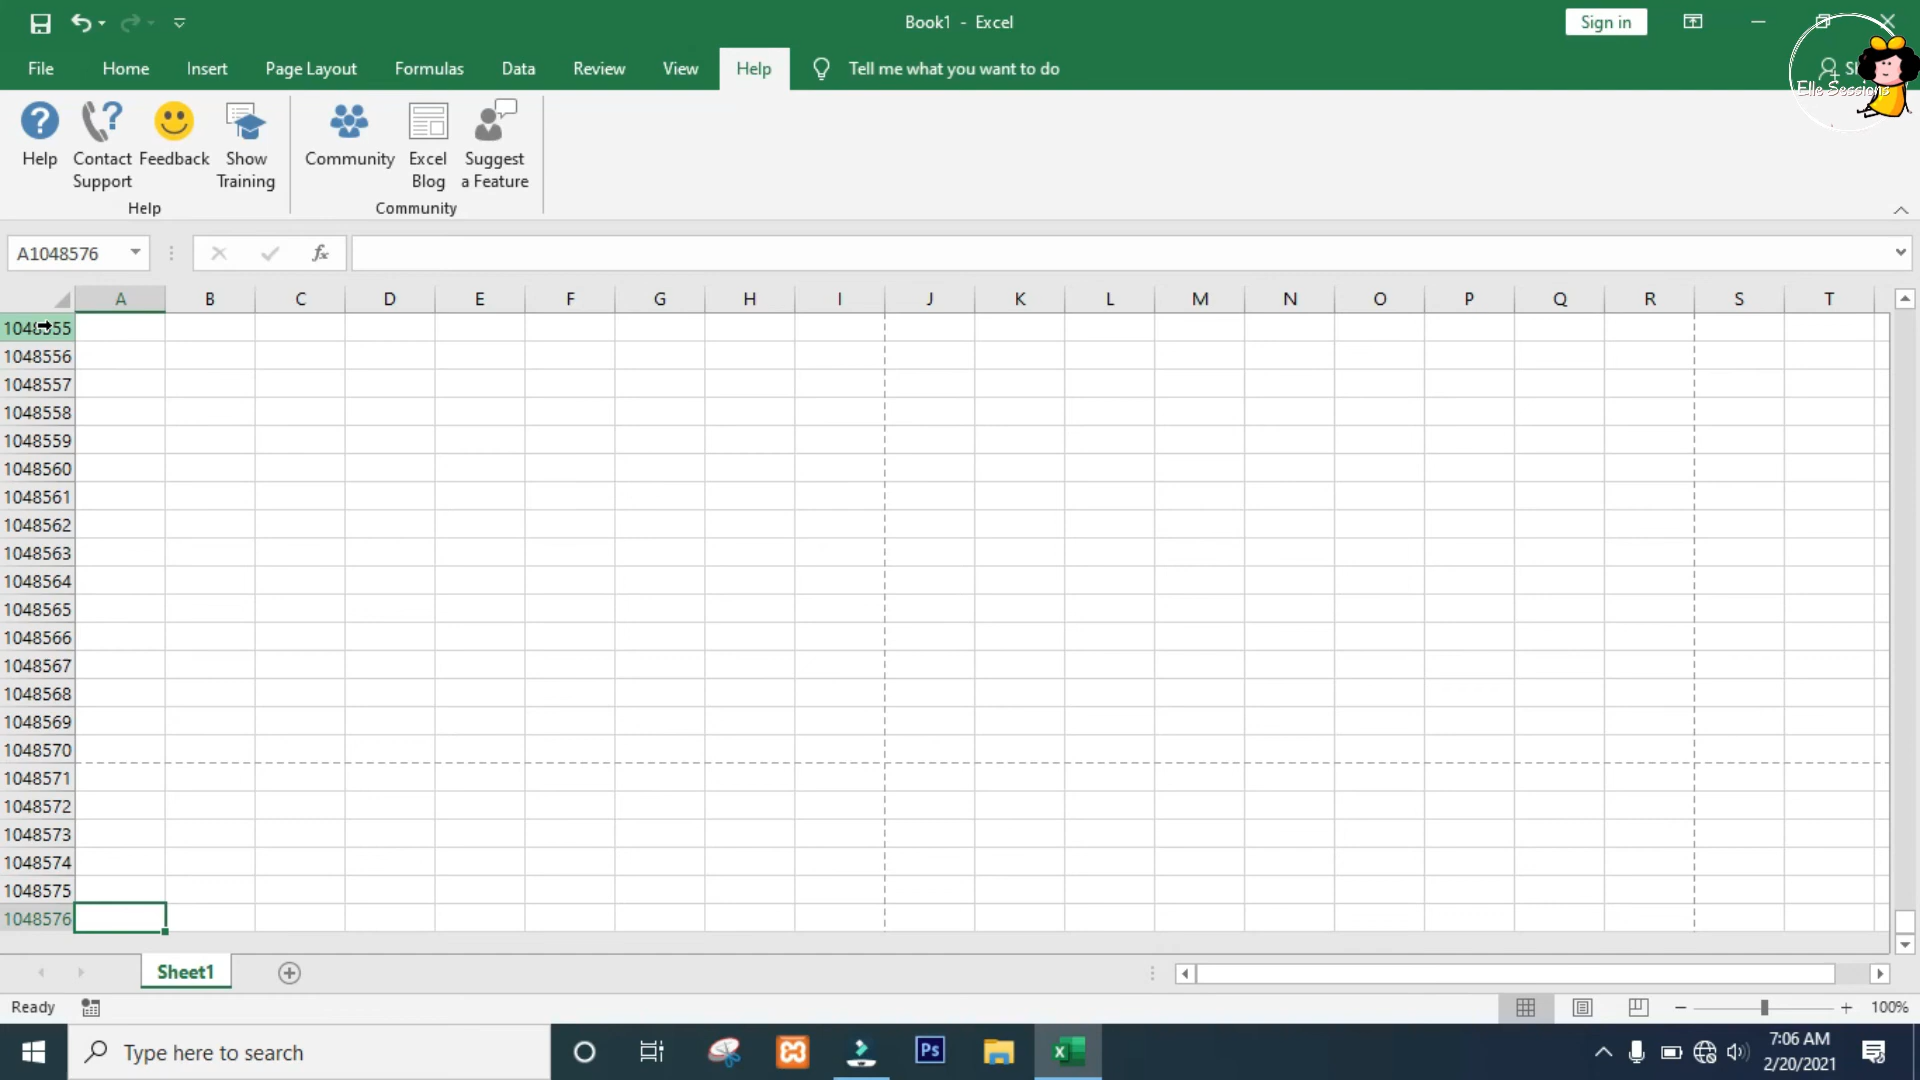 Book1 - Excel
Sign in
File Home Insert Page Layout Formulas Data Review View Help Tell me what you want to do
Elle Sessions
Help
Contact Support
Feedback
Show Training
Community
Excel Blog
Suggest a Feature
Help
Community
A1048576
fx
A B C D E F G H I J K L M N O P Q R S T
1048555
1048556
1048557
1048558
1048559
1048560
1048561
1048562
1048563
1048564
1048565
1048566
1048567
1048568
1048569
1048570
1048571
1048572
1048573
1048574
1048575
1048576
Sheet1
Ready
100%
Type here to search
Ps
7:06 AM
2/20/2021